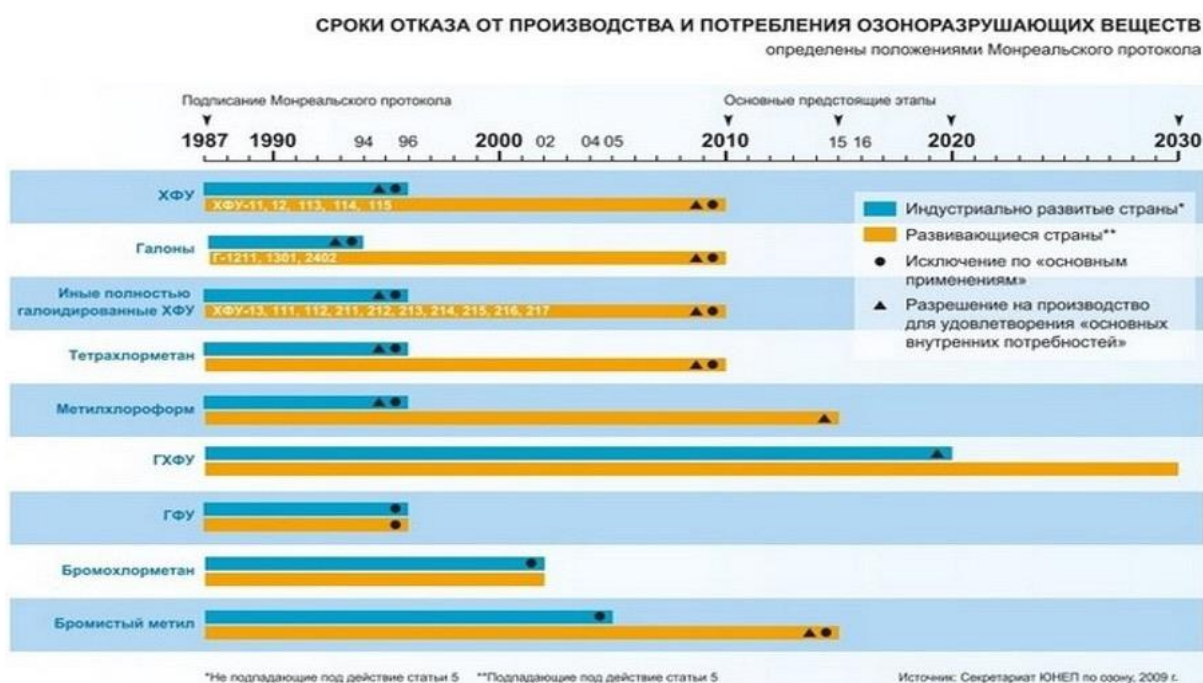 СРОКИ ОТКАЗА ОТ ПРОИЗВОДСТВА И ПОТРЕБЛЕНИЯ ОЗОНОРАЗРУШАЮЩИХ ВЕЩЕСТВ
определены положениями Монреальского протокола
Подписание Монреальского протокола
Основные предстоящие этапы
1987 1990 94 96 2000 02 04 05 2010 15 16 2020 2030
ХФУ
ХФУ-11, 12, 113, 114, 115
Галоны
Г-1211, 1301, 2402
Иные полностью
галоидированные ХФУ
ХФУ-13, 111, 112, 211, 212, 213, 214, 215, 216, 217
Тетрахлорметан
Метилхлороформ
ГХФУ
ГФУ
Бромохлорметан
Бромистый метил
Индустриально развитые страны*
Развивающиеся страны**
Исключение по «основным
применениям»
Разрешение на производство
для удовлетворения «основных
внутренних потребностей»
*Не подпадающие под действие статьи 5 **Подпадающие под действие статьи 5
Источник: Секретариат ЮНЕП по озону, 2009 г.